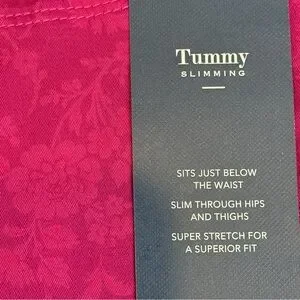 Tummy
SLIMMING
SITS JUST BELOW
THE WAIST
SLIM THROUGH HIPS
AND THIGHS
SUPER STRETCH FOR
A SUPERIOR FIT